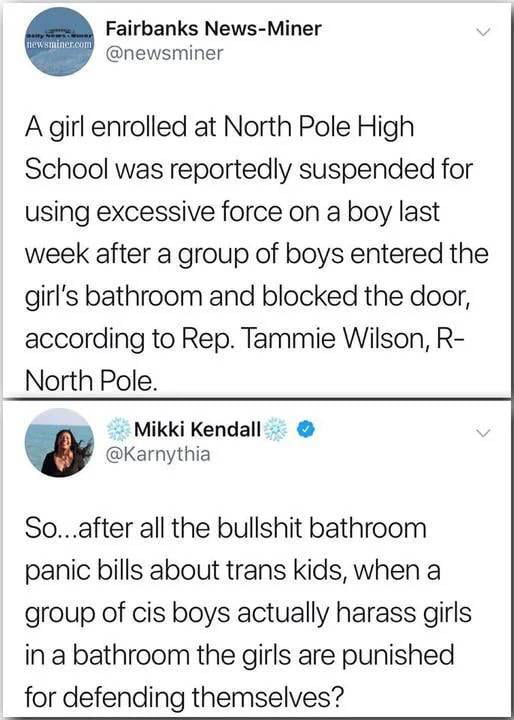 Fairbanks News-Miner
@newsminer
Daily News-Miner
newsminer.com
A girl enrolled at North Pole High
School was reportedly suspended for
using excessive force on a boy last
week after a group of boys entered the
girl's bathroom and blocked the door,
according to Rep. Tammie Wilson, R-
North Pole.
Mikki Kendall
@Karnythia
So...after all the bullshit bathroom
panic bills about trans kids, when a
group of cis boys actually harass girls
in a bathroom the girls are punished
for defending themselves?